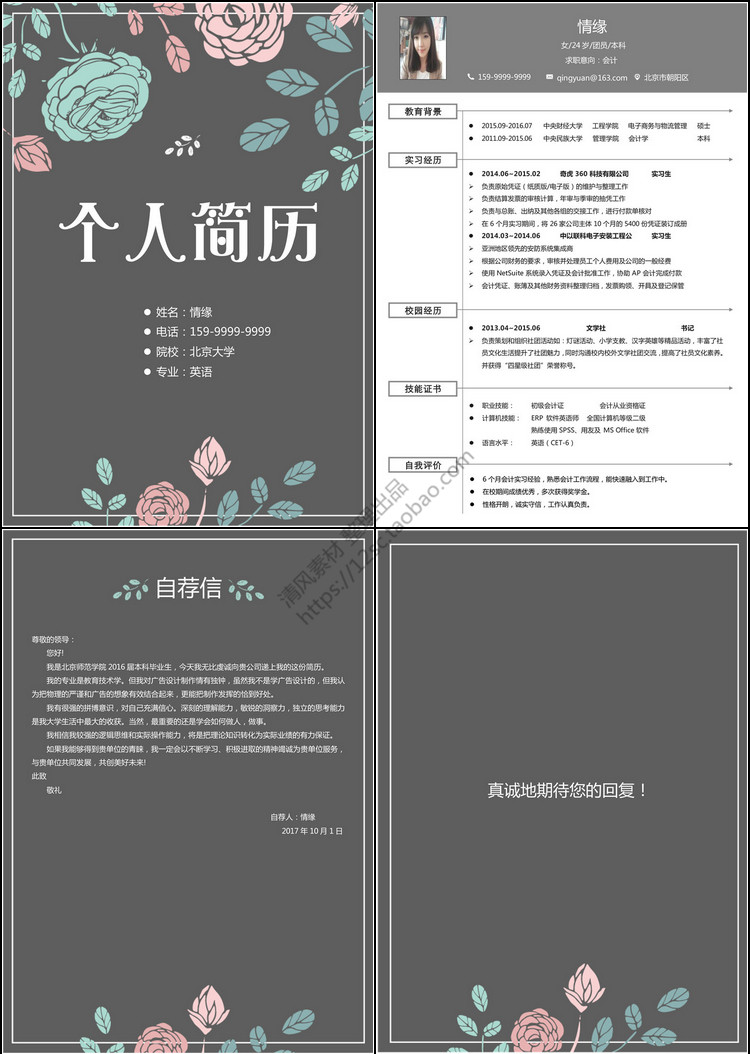 个人简历
● 姓名：情缘
● 电话：159-9999-9999
● 院校：北京大学
● 专业：英语
情缘
女/24岁/团员/本科
求职意向：会计
159-9999-9999 qingyuan@163.com 北京市朝阳区
教育背景
● 2015.09-2016.07 中央财经大学 工程学院 电子商务与物流管理 硕士
● 2011.09-2015.06 中央民族大学 管理学院 会计学 本科
实习经历
● 2014.06~2015.02 奇虎 360 科技有限公司 实习生
➢ 负责原始凭证（纸质版/电子版）的维护与整理工作
➢ 负责结算发票的审核计算，年审与季审的抽凭工作
➢ 负责与总账、出纳及其他各组的交接工作，进行付款单核对
➢ 在 6 个月实习期间，将 26 家公司主体 10 个月的 5400 份凭证装订成册
● 2014.03~2014.06 中以联科电子安装工程公 实习生
➢ 亚洲地区领先的安防系统集成商
➢ 根据公司财务的要求，审核并处理员工个人费用及公司的一般经费
➢ 使用 NetSuite 系统录入凭证及会计批准工作，协助 AP 会计完成付款
➢ 会计凭证、账簿及其他财务资料整理归档，发票购领、开具及登记保管
校园经历
● 2013.04~2015.06 文学社 书记
➢ 负责策划和组织社团活动如：灯谜活动、小学支教、汉字英雄等精品活动，丰富了社
员文化生活提升了社团魅力，同时沟通校内校外文学社团交流，提高了社员文化素养。
并获得“四星级社团”荣誉称号。
技能证书
● 职业技能： 初级会计证 会计从业资格证
● 计算机技能： ERP 软件英语师 全国计算机等级二级
熟练使用 SPSS、用友及 MS Office 软件
● 语言水平： 英语（CET-6）
自我评价
● 6 个月会计实习经验，熟悉会计工作流程，能快速融入到工作中。
● 在校期间成绩优秀，多次获得奖学金。
● 性格开朗，诚实守信，工作认真负责。
清风素材 整理出品
https://12sc.taobao.com
自荐信
尊敬的领导：
您好!
我是北京师范学院 2016 届本科毕业生，今天我无比虔诚向贵公司递上我的这份简历。
我的专业是教育技术学。但我对广告设计制作情有独钟，虽然我不是学广告设计的，但我认
为把物理的严谨和广告的想象有效结合起来，更能把制作发挥的恰到好处。
我有很强的拼博意识，对自己充满信心。深刻的理解能力，敏锐的洞察力，独立的思考能力
是我大学生活中最大的收获。当然，最重要的还是学会如何做人，做事。
我相信我较强的逻辑思维和实际操作能力，将是把理论知识转化为实际业绩的有力保证。
如果我能够得到贵单位的青睐，我一定会以不断学习、积极进取的精神竭诚为贵单位服务，
与贵单位共同发展，共创美好未来!
此致
敬礼
自荐人：情缘
2017 年 10 月 1 日
真诚地期待您的回复！